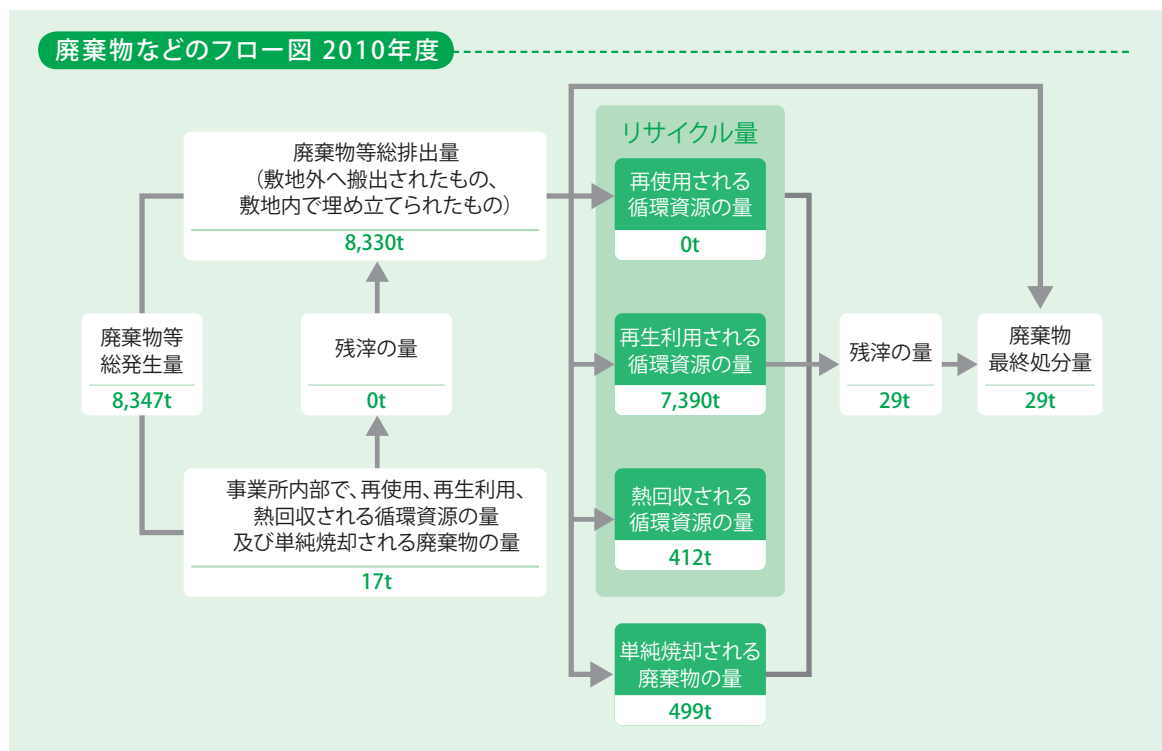 廃棄物などのフロー図 2010年度
廃棄物等
総発生量
8,347t
廃棄物等総排出量
（敷地外へ搬出されたもの、
敷地内で埋め立てられたもの）
8,330t
残滓の量
0t
事業所内部で、再使用、再生利用、
熱回収される循環資源の量
及び単純焼却される廃棄物の量
17t
リサイクル量
再使用される
循環資源の量
0t
再生利用される
循環資源の量
7,390t
熱回収される
循環資源の量
412t
単純焼却される
廃棄物の量
499t
残滓の量
29t
廃棄物
最終処分量
29t